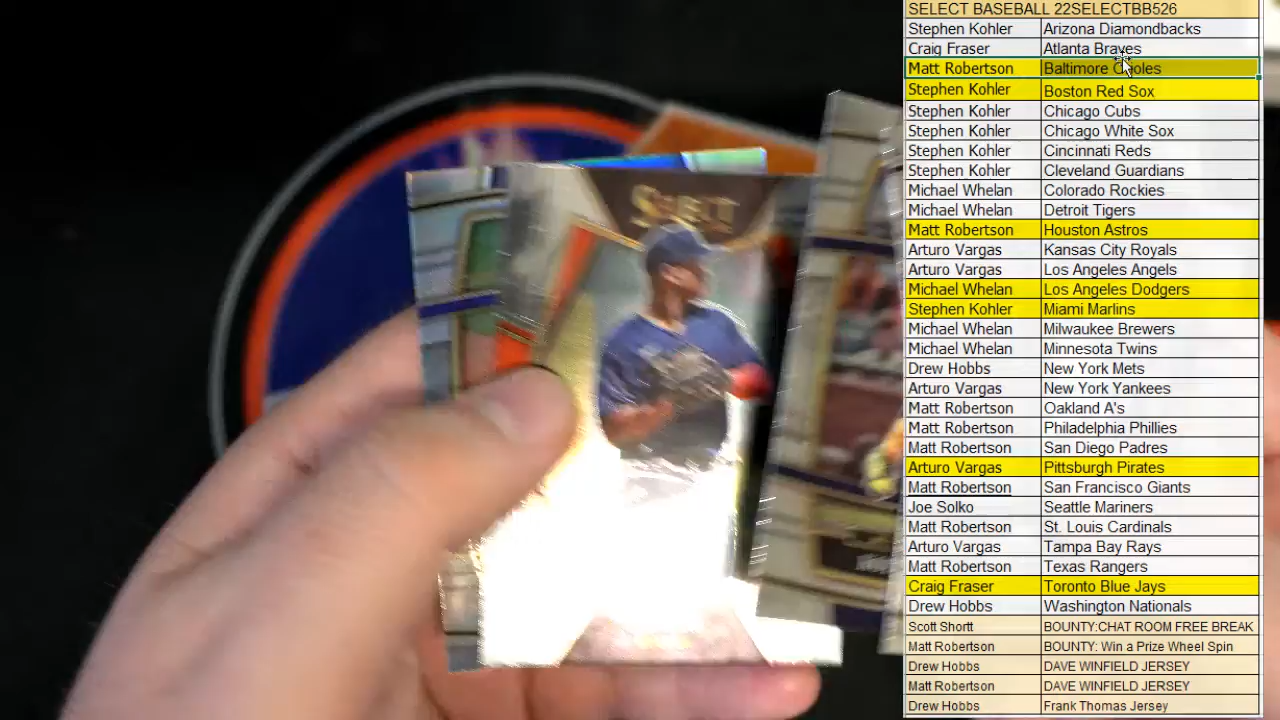 SELECT BASEBALL 22SELECTBB526
Stephen Kohler Arizona Diamondbacks
Craig Fraser Atlanta Braves
Matt Robertson Baltimore Orioles
Stephen Kohler Boston Red Sox
Stephen Kohler Chicago Cubs
Stephen Kohler Chicago White Sox
Stephen Kohler Cincinnati Reds
Stephen Kohler Cleveland Guardians
Michael Whelan Colorado Rockies
Michael Whelan Detroit Tigers
Matt Robertson Houston Astros
Arturo Vargas Kansas City Royals
Arturo Vargas Los Angeles Angels
Michael Whelan Los Angeles Dodgers
Stephen Kohler Miami Marlins
Michael Whelan Milwaukee Brewers
Michael Whelan Minnesota Twins
Drew Hobbs New York Mets
Arturo Vargas New York Yankees
Matt Robertson Oakland A's
Matt Robertson Philadelphia Phillies
Matt Robertson San Diego Padres
Arturo Vargas Pittsburgh Pirates
Matt Robertson San Francisco Giants
Joe Solko Seattle Mariners
Matt Robertson St. Louis Cardinals
Arturo Vargas Tampa Bay Rays
Matt Robertson Texas Rangers
Craig Fraser Toronto Blue Jays
Drew Hobbs Washington Nationals
Scott Shortt BOUNTY:CHAT ROOM FREE BREAK
Matt Robertson BOUNTY: Win a Prize Wheel Spin
Drew Hobbs DAVE WINFIELD JERSEY
Matt Robertson DAVE WINFIELD JERSEY
Drew Hobbs Frank Thomas Jersey
SELECT